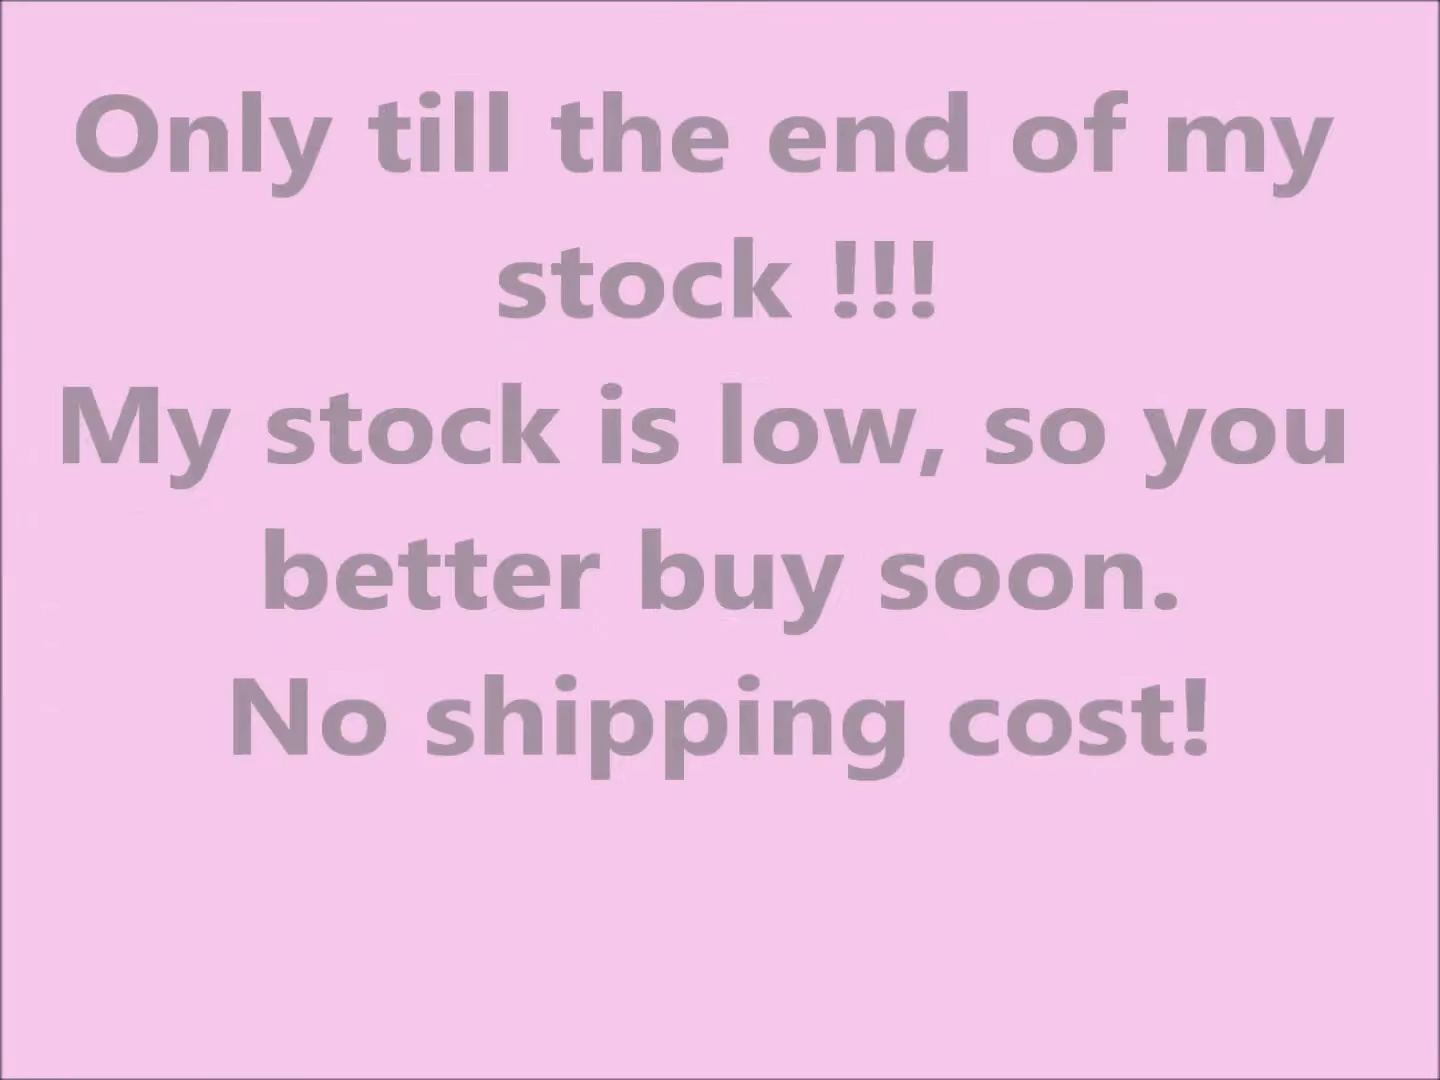 Only till the end of my
stock !!!
My stock is low, so you
better buy soon.
No shipping cost!